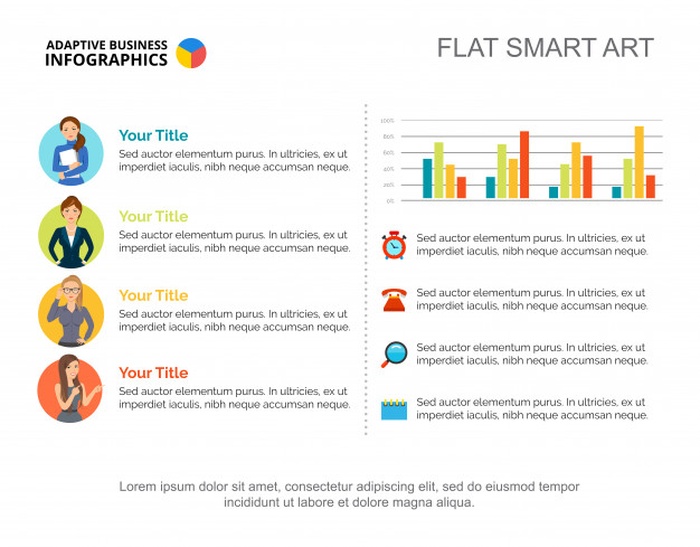 ADAPTIVE BUSINESS
INFOGRAPHICS
FLAT SMART ART
Your Title
Sed auctor elementum purus. In ultricies, ex ut
imperdiet iaculis, nibh neque accumsan neque.
Your Title
Sed auctor elementum purus. In ultricies, ex ut
imperdiet iaculis, nibh neque accumsan neque.
Your Title
Sed auctor elementum purus. In ultricies, ex ut
imperdiet iaculis, nibh neque accumsan neque.
Your Title
Sed auctor elementum purus. In ultricies, ex ut
imperdiet iaculis, nibh neque accumsan neque.
100%
80%
60%
40%
20%
0%
Sed auctor elementum purus. In ultricies, ex ut
imperdiet iaculis, nibh neque accumsan neque.
Sed auctor elementum purus. In ultricies, ex ut
imperdiet iaculis, nibh neque accumsan neque.
Sed auctor elementum purus. In ultricies, ex ut
imperdiet iaculis, nibh neque accumsan neque.
Sed auctor elementum purus. In ultricies, ex ut
imperdiet iaculis, nibh neque accumsan neque.
Lorem ipsum dolor sit amet, consectetur adipiscing elit, sed do eiusmod tempor
incididunt ut labore et dolore magna aliqua.